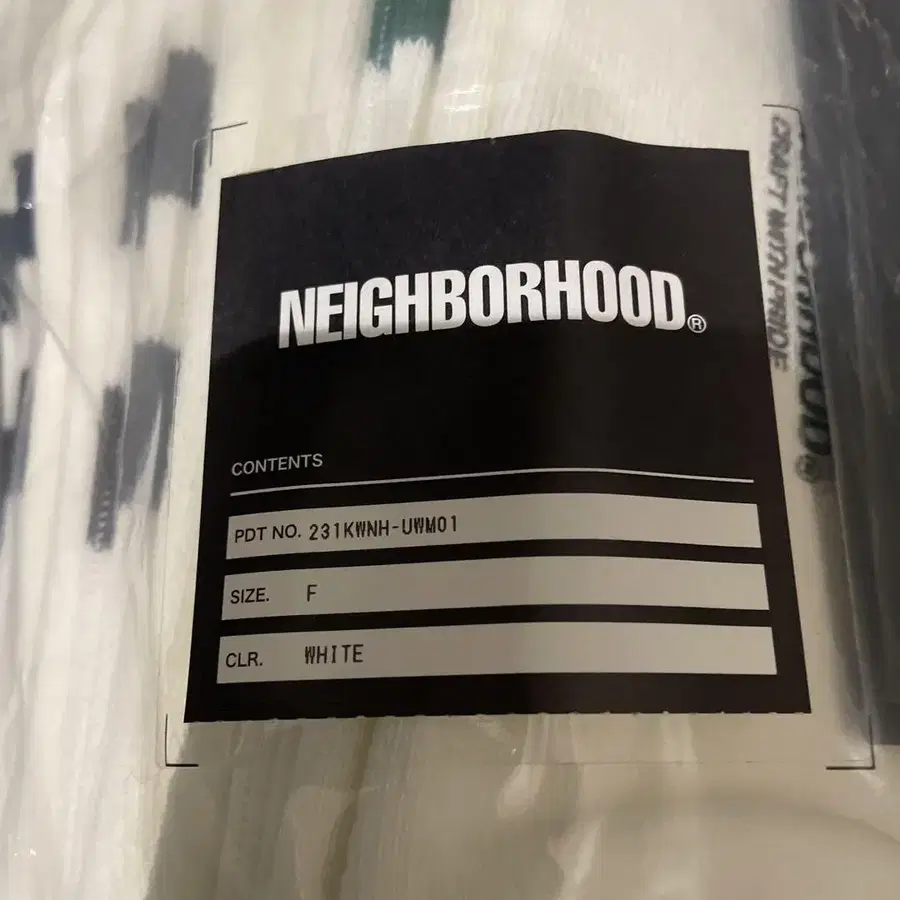 NEIGHBORHOOD®
CONTENTS
PDT NO. 231KWNH-UWM01
SIZE. F
CLR. WHITE
CRAFT WITH PRIDE